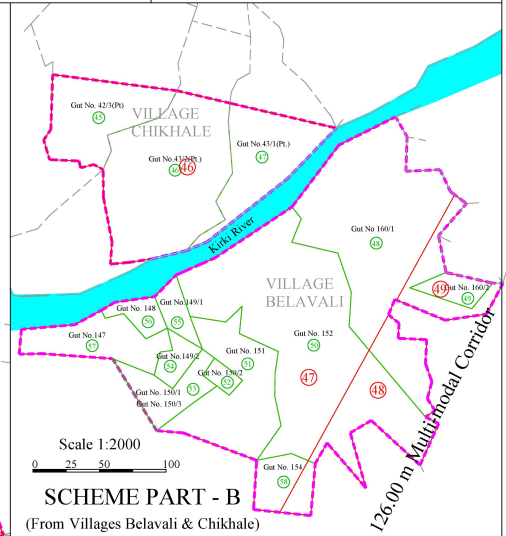 Gut No. 42/3(Pt)
45
VILLAGE
CHIKHALE
Gut No.43/1(Pt.)
47
Gut No.43/2(Pt.)
46
46
Kirki River
Gut No 160/1
48
VILLAGE
BELAVALI
49
Gut No. 160/2
49
Gut No.149/1
Gut No. 148
56
55
Gut No.147
57
Gut No. 152
50
Gut No. 151
51
Gut No.149/2
54
Gut No. 150/2
52
53
Gut No. 150/1
Gut No. 150/3
47
48
126.00 m Multi-modal Corridor
Gut No. 154
58
Scale 1:2000
0 25 50 100
SCHEME PART - B
(From Villages Belavali & Chikhale)